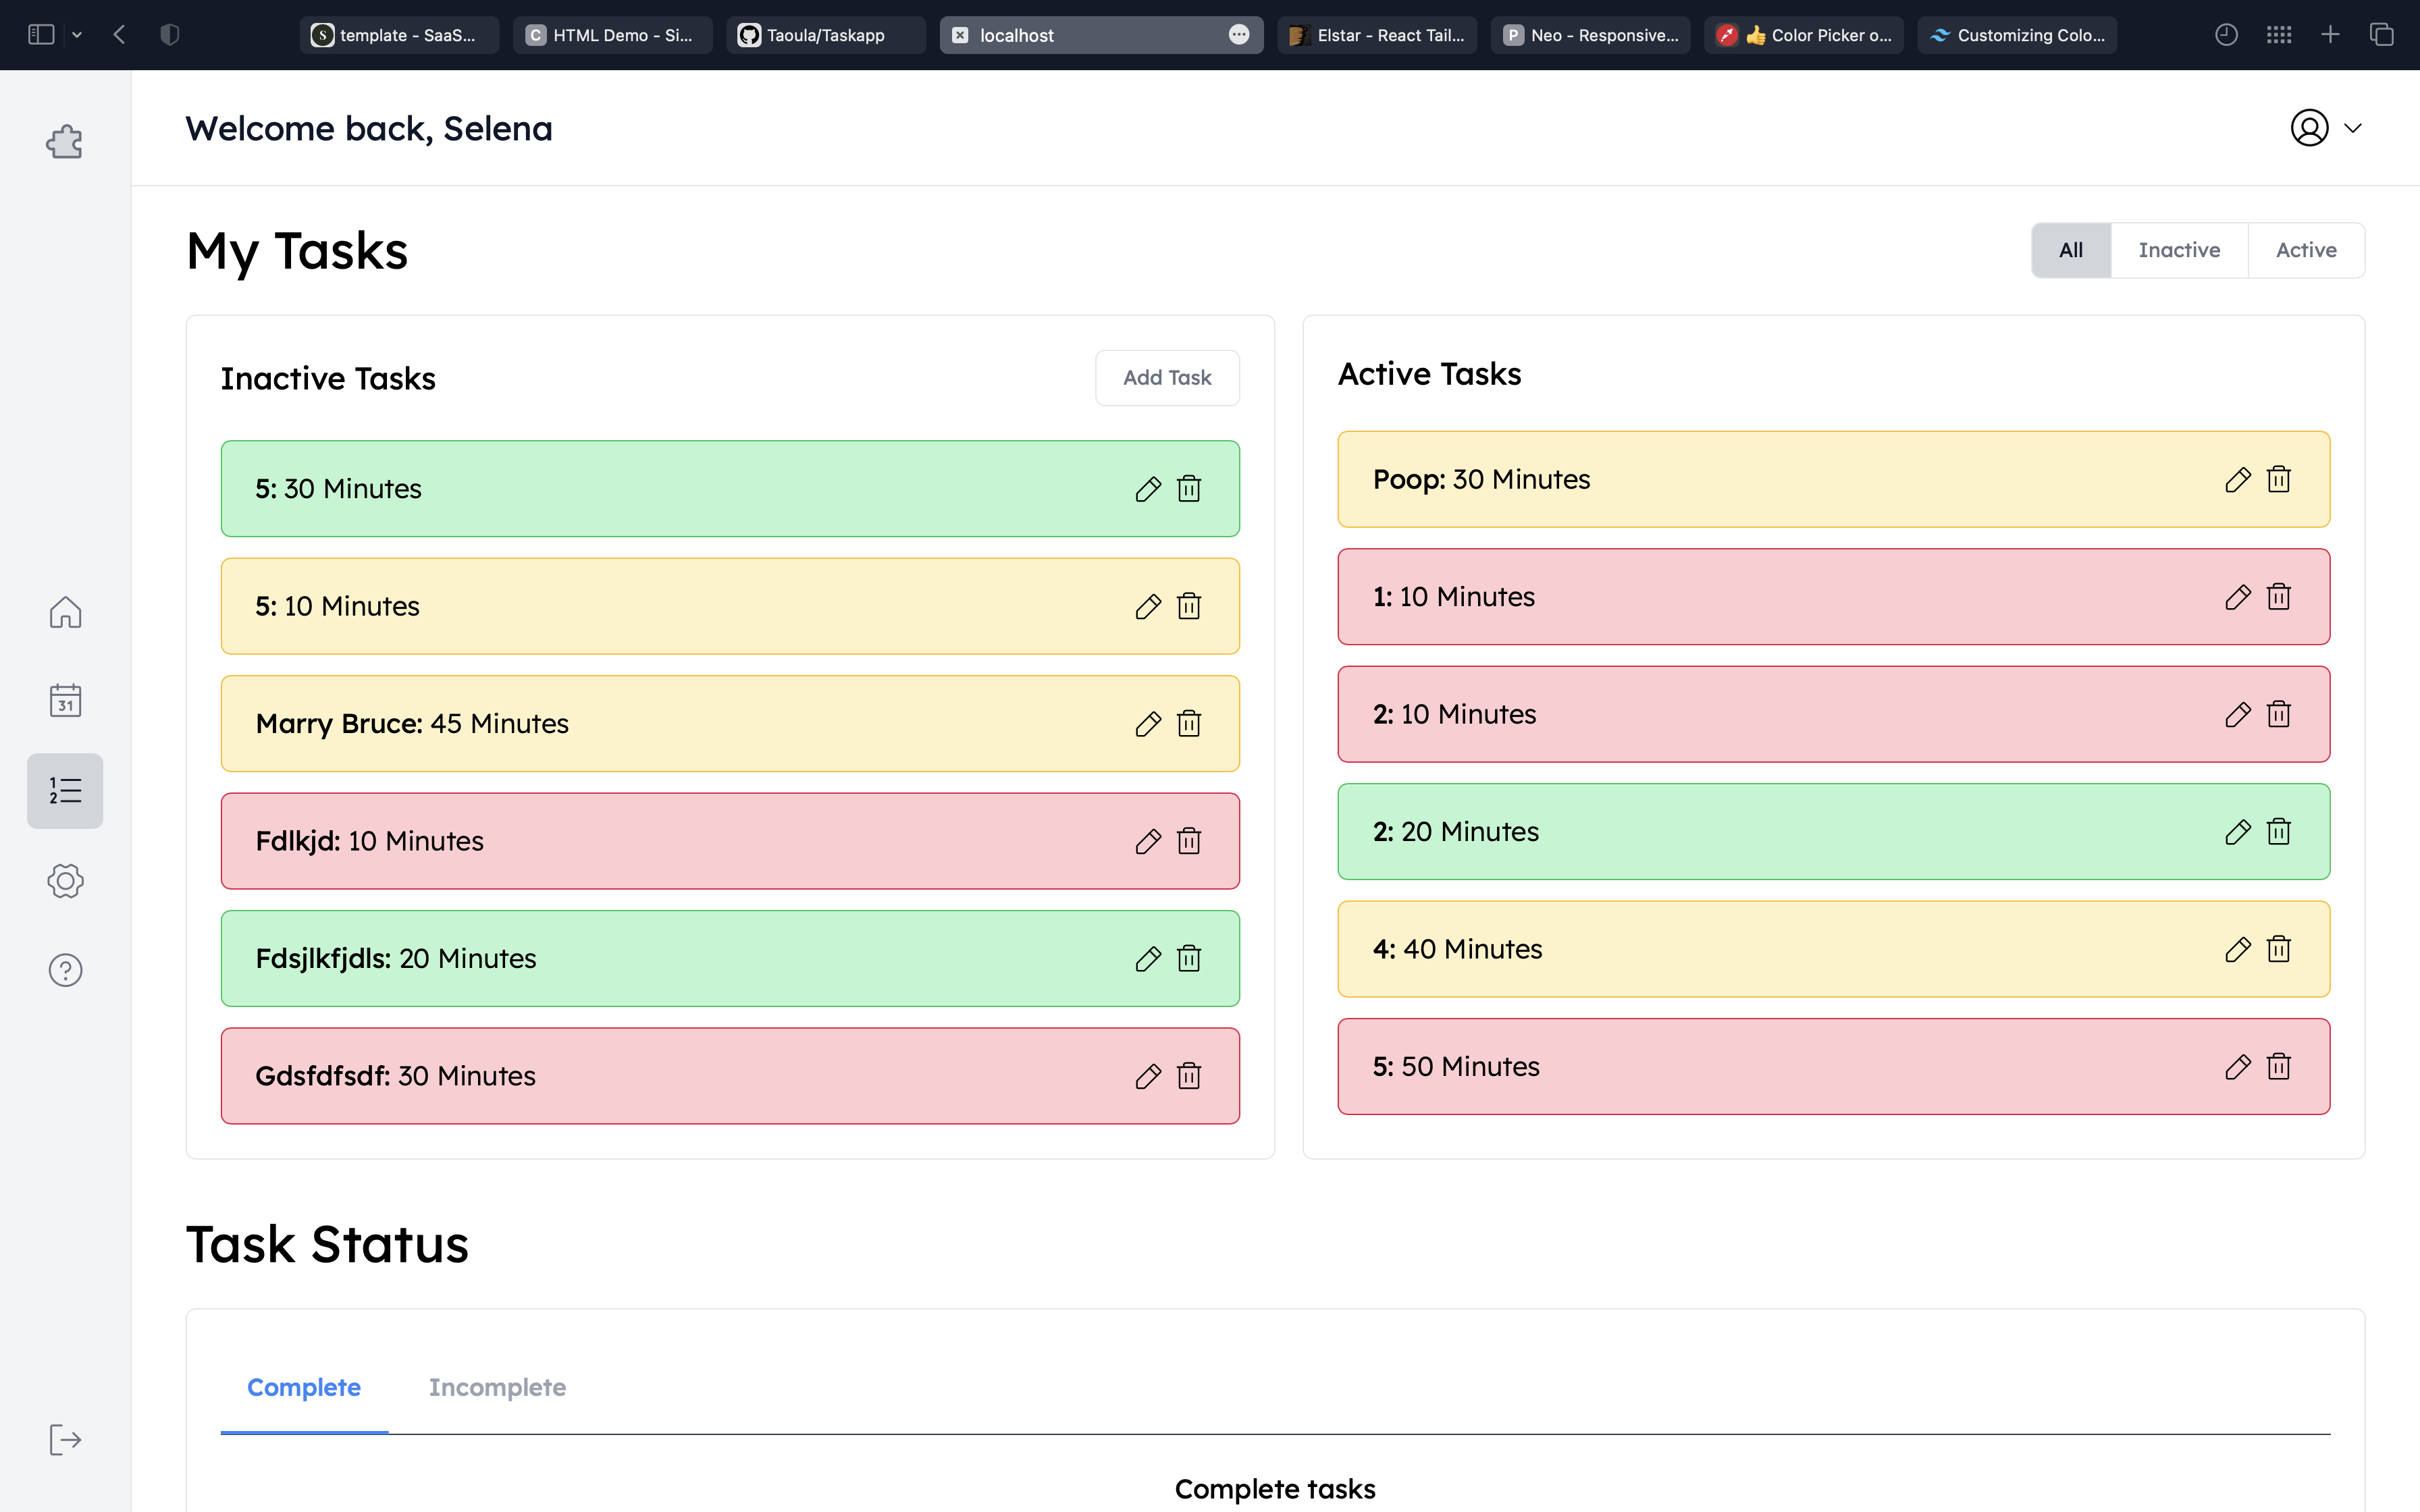 template - SaaS...
HTML Demo - Si...
Taoula/Taskapp
localhost
Elstar - React Tail...
Neo - Responsive...
👍 Color Picker o...
Customizing Colo...
Welcome back, Selena
My Tasks
All
Inactive
Active
Inactive Tasks
Add Task
5: 30 Minutes
5: 10 Minutes
Marry Bruce: 45 Minutes
Fdlkjd: 10 Minutes
Fdsjlkfjdls: 20 Minutes
Gdsfdfsdf: 30 Minutes
Active Tasks
Poop: 30 Minutes
1: 10 Minutes
2: 10 Minutes
2: 20 Minutes
4: 40 Minutes
5: 50 Minutes
31
1
2
?
Task Status
Complete
Incomplete
Complete tasks